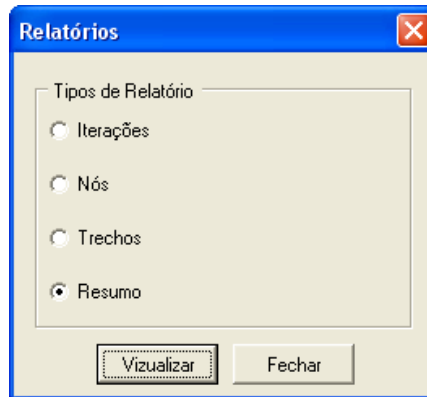 Relatórios
Tipos de Relatório
Iterações
Nós
Trechos
Resumo
Vizualizar Fechar